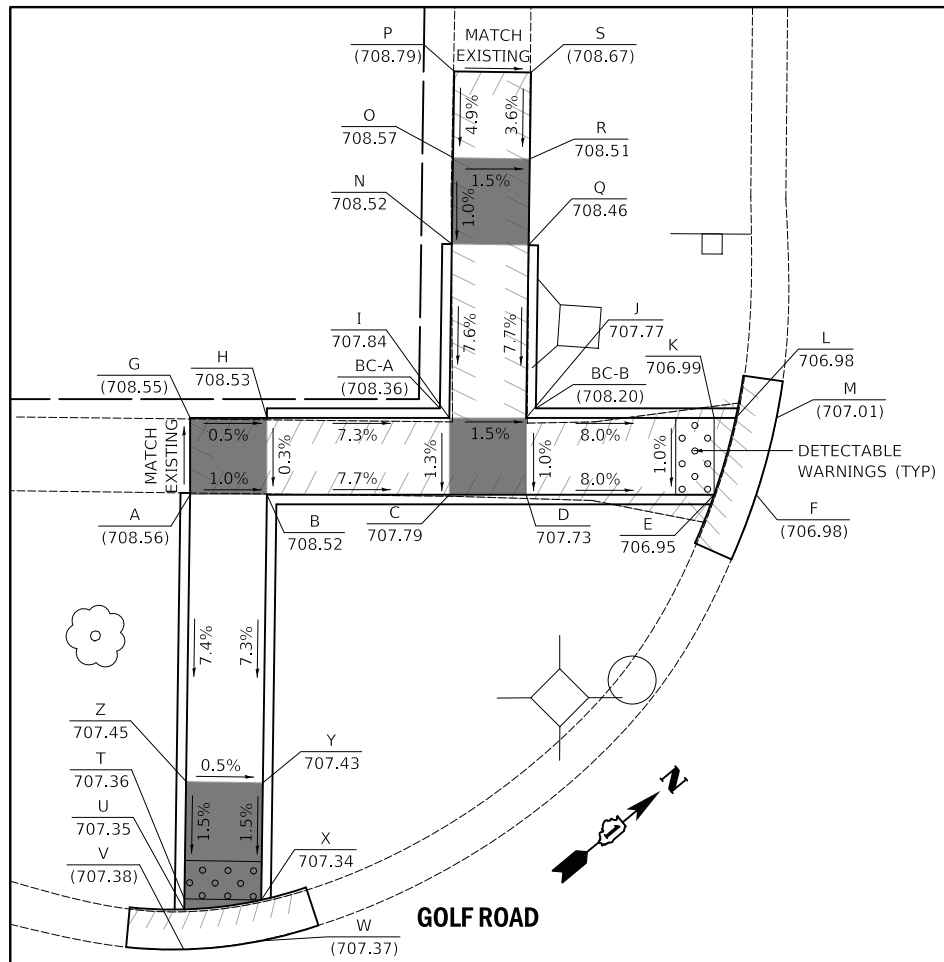 P
(708.79)
MATCH
EXISTING
S
(708.67)
4.9%
3.6%
O
708.57
R
708.51
1.5%
1.0%
N
708.52
Q
708.46
7.6%
7.7%
I
707.84
J
707.77
BC-A
(708.36)
BC-B
(708.20)
K
706.99
L
706.98
M
(707.01)
G
(708.55)
H
708.53
MATCH
EXISTING
0.5%
0.3%
7.3%
1.3%
1.5%
1.0%
8.0%
1.0%
DETECTABLE
WARNINGS (TYP)
1.0%
7.7%
8.0%
A
(708.56)
B
708.52
C
707.79
D
707.73
E
706.95
F
(706.98)
7.4%
7.3%
Z
707.45
Y
707.43
0.5%
T
707.36
U
707.35
1.5%
1.5%
X
707.34
V
(707.38)
W
(707.37)
GOLF ROAD
1
N